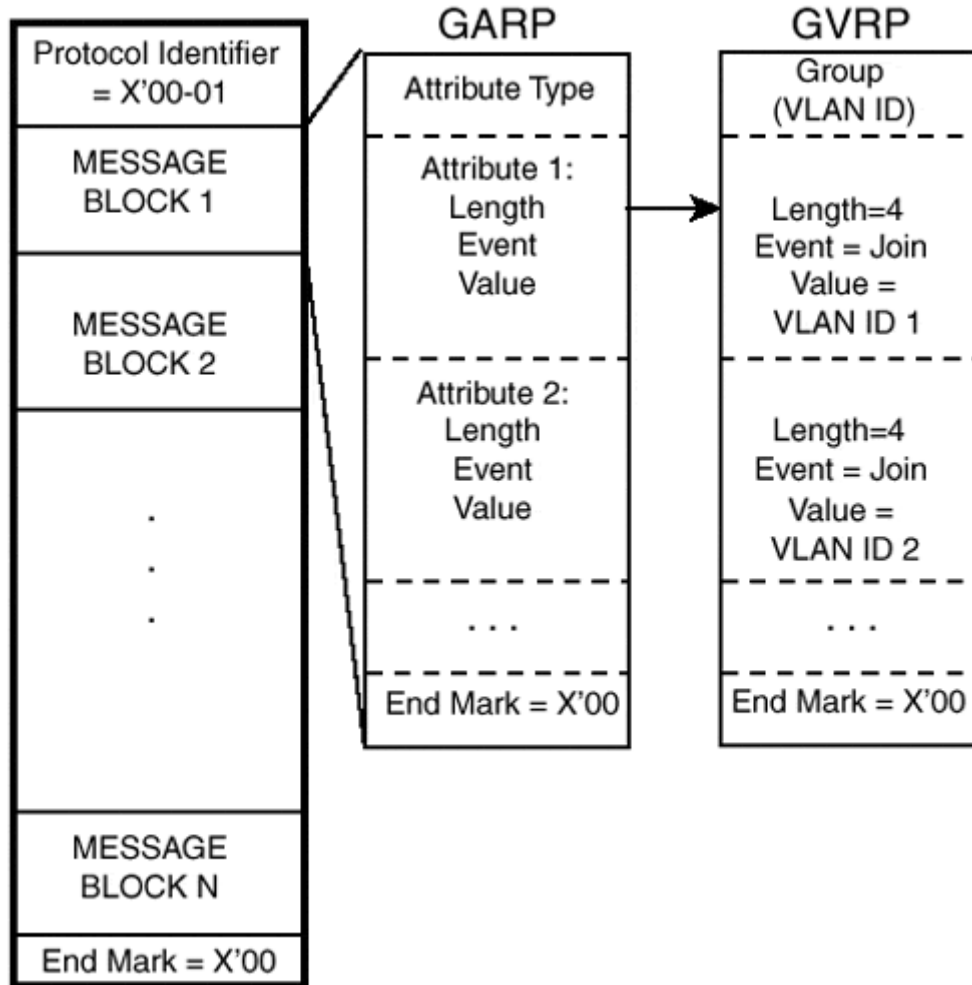 Protocol Identifier
= X'00-01
MESSAGE
BLOCK 1
MESSAGE
BLOCK 2
.
.
.
MESSAGE
BLOCK N
End Mark = X'00
GARP
Attribute Type
Attribute 1:
Length
Event
Value
Attribute 2:
Length
Event
Value
. . .
End Mark = X'00
GVRP
Group
(VLAN ID)
Length=4
Event = Join
Value =
VLAN ID 1
Length=4
Event = Join
Value =
VLAN ID 2
. . .
End Mark = X'00